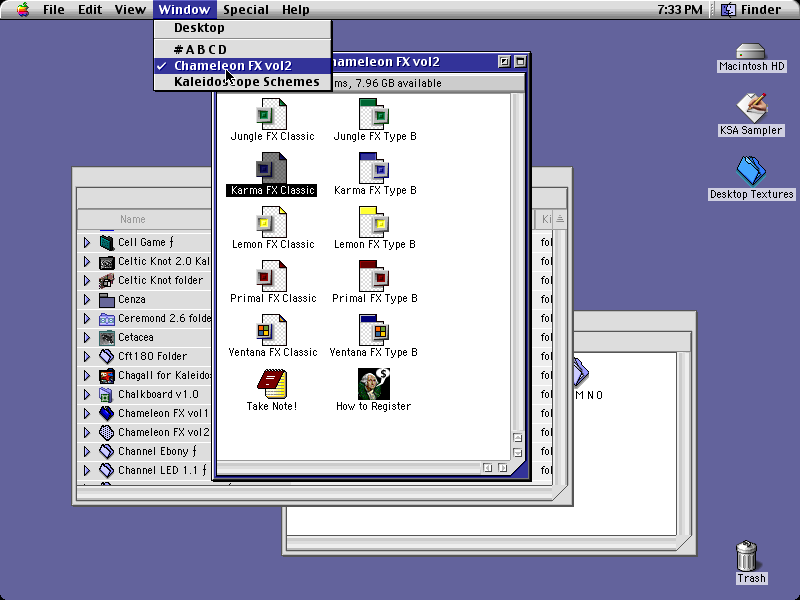 File Edit View Window Special Help 7:33 PM Finder
Desktop
# A B C D
Chameleon FX vol2
Kaleidoscope Schemes
hameleon FX vol2
ms, 7.96 GB available
Jungle FX Classic
Jungle FX Type B
Karma FX Classic
Karma FX Type B
Lemon FX Classic
Lemon FX Type B
Primal FX Classic
Primal FX Type B
Ventana FX Classic
Ventana FX Type B
Take Note!
How to Register
Name
Ki
Cell Game ƒ
fol
Celtic Knot 2.0 Kal
fol
Celtic Knot folder
fol
Cenza
fol
Ceremond 2.6 folde
fol
Cetacea
fol
Cft180 Folder
fol
Chagall for Kaleido
fol
Chalkboard v1.0
fol
Chameleon FX vol1
fol
Chameleon FX vol2
fol
Channel Ebony ƒ
fol
Channel LED 1.1 ƒ
fol
M N O
Macintosh HD
KSA Sampler
Desktop Textures
Trash